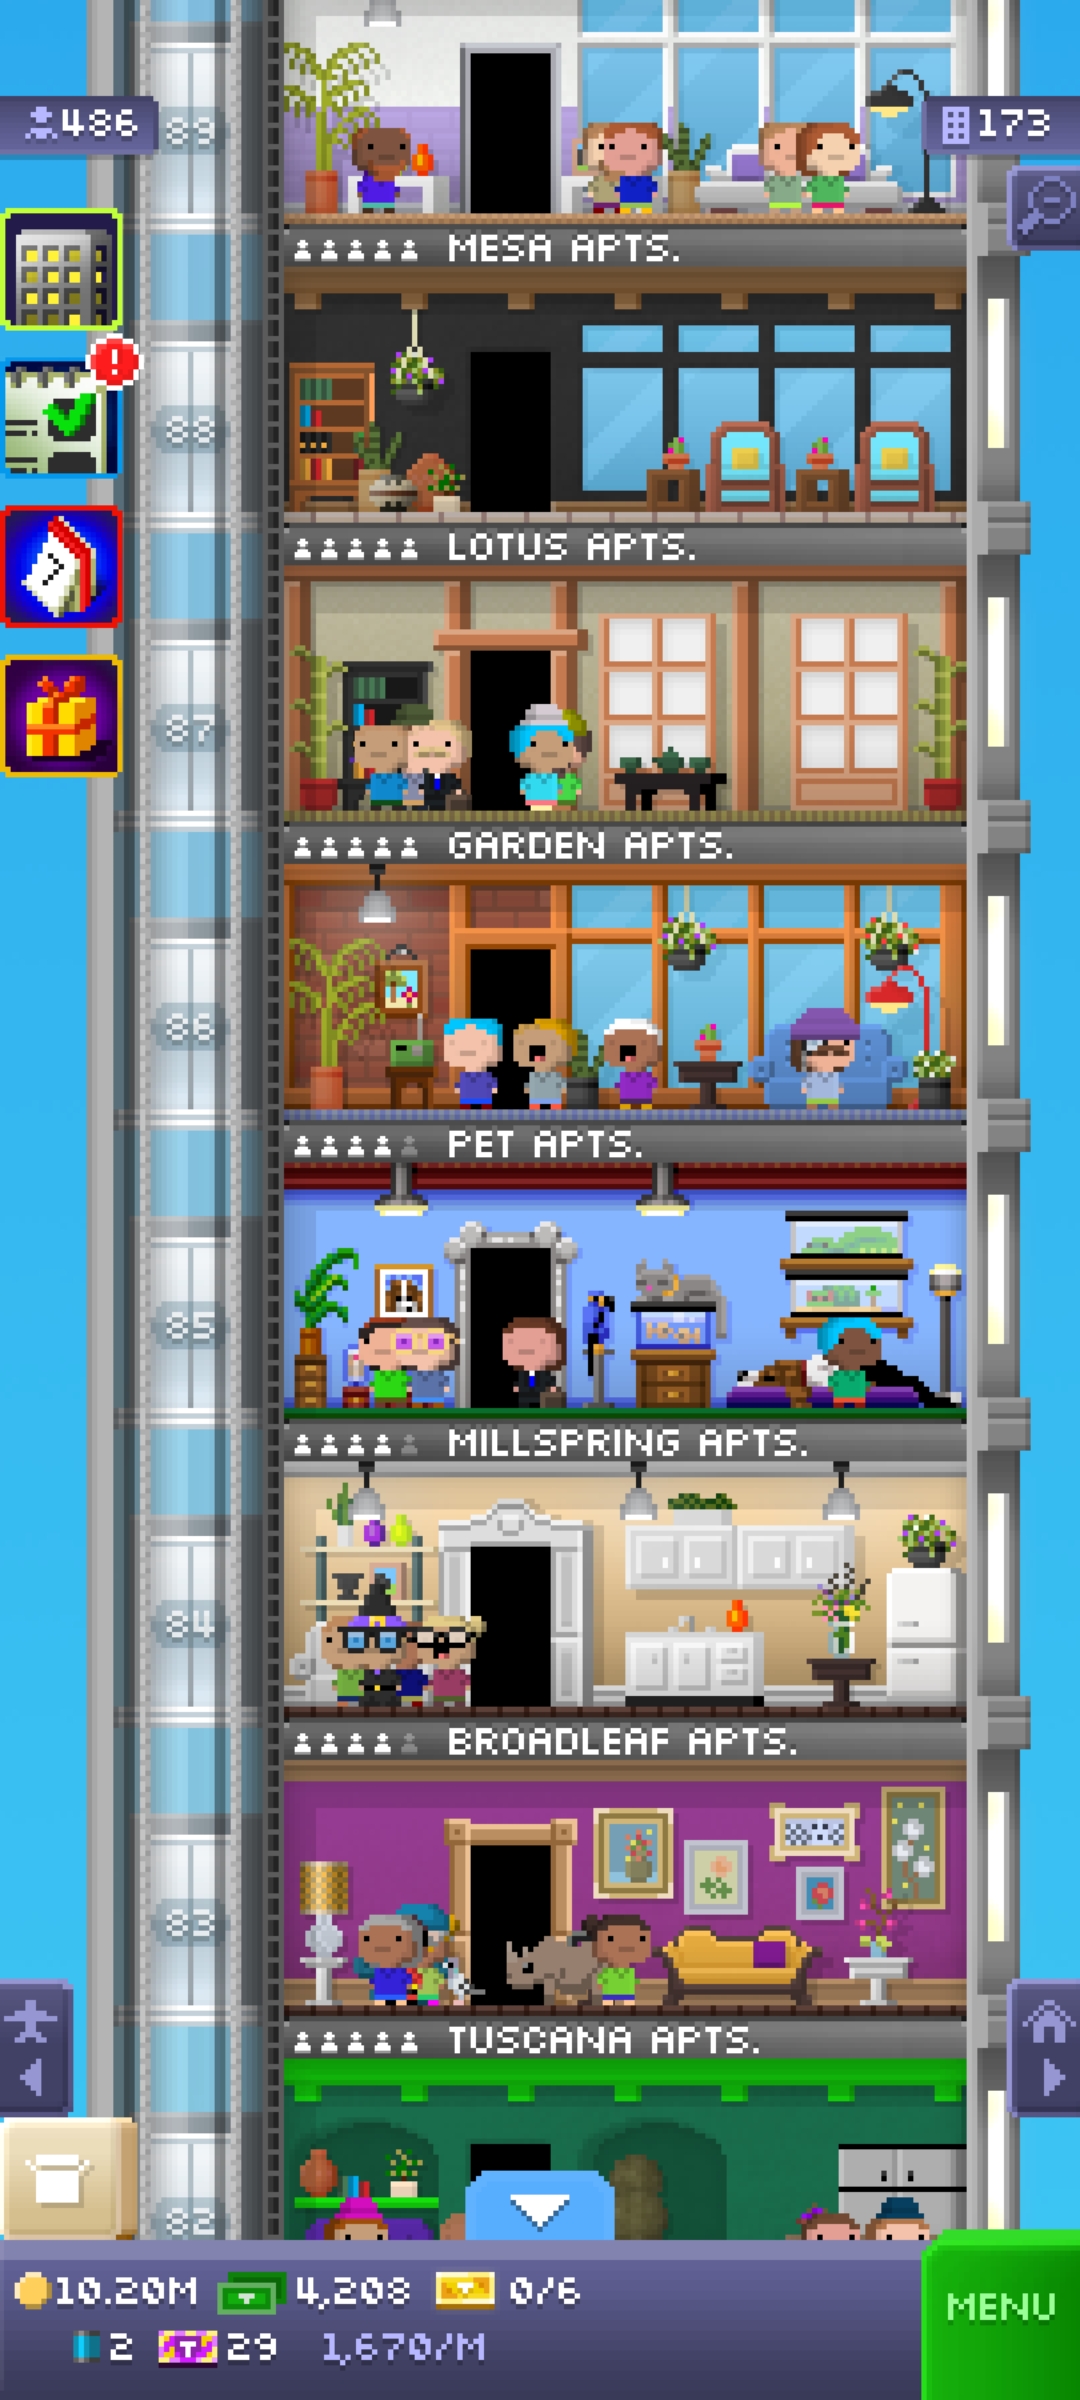 486
89
173
MESA APTS.
88
LOTUS APTS.
7
87
GARDEN APTS.
86
PET APTS.
85
MILLSPRING APTS.
84
BROADLEAF APTS.
83
TUSCANA APTS.
82
10.20M 4,208 0/6
2 29 1,670/M
MENU